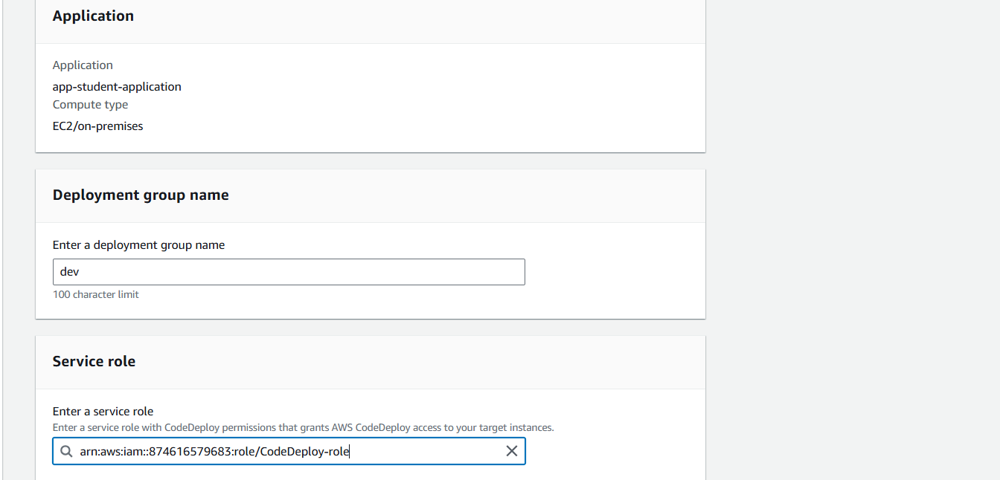 Application
Application
app-student-application
Compute type
EC2/on-premises
Deployment group name
Enter a deployment group name
dev
100 character limit
Service role
Enter a service role
Enter a service role with CodeDeploy permissions that grants AWS CodeDeploy access to your target instances.
arn:aws:iam::874616579683:role/CodeDeploy-role